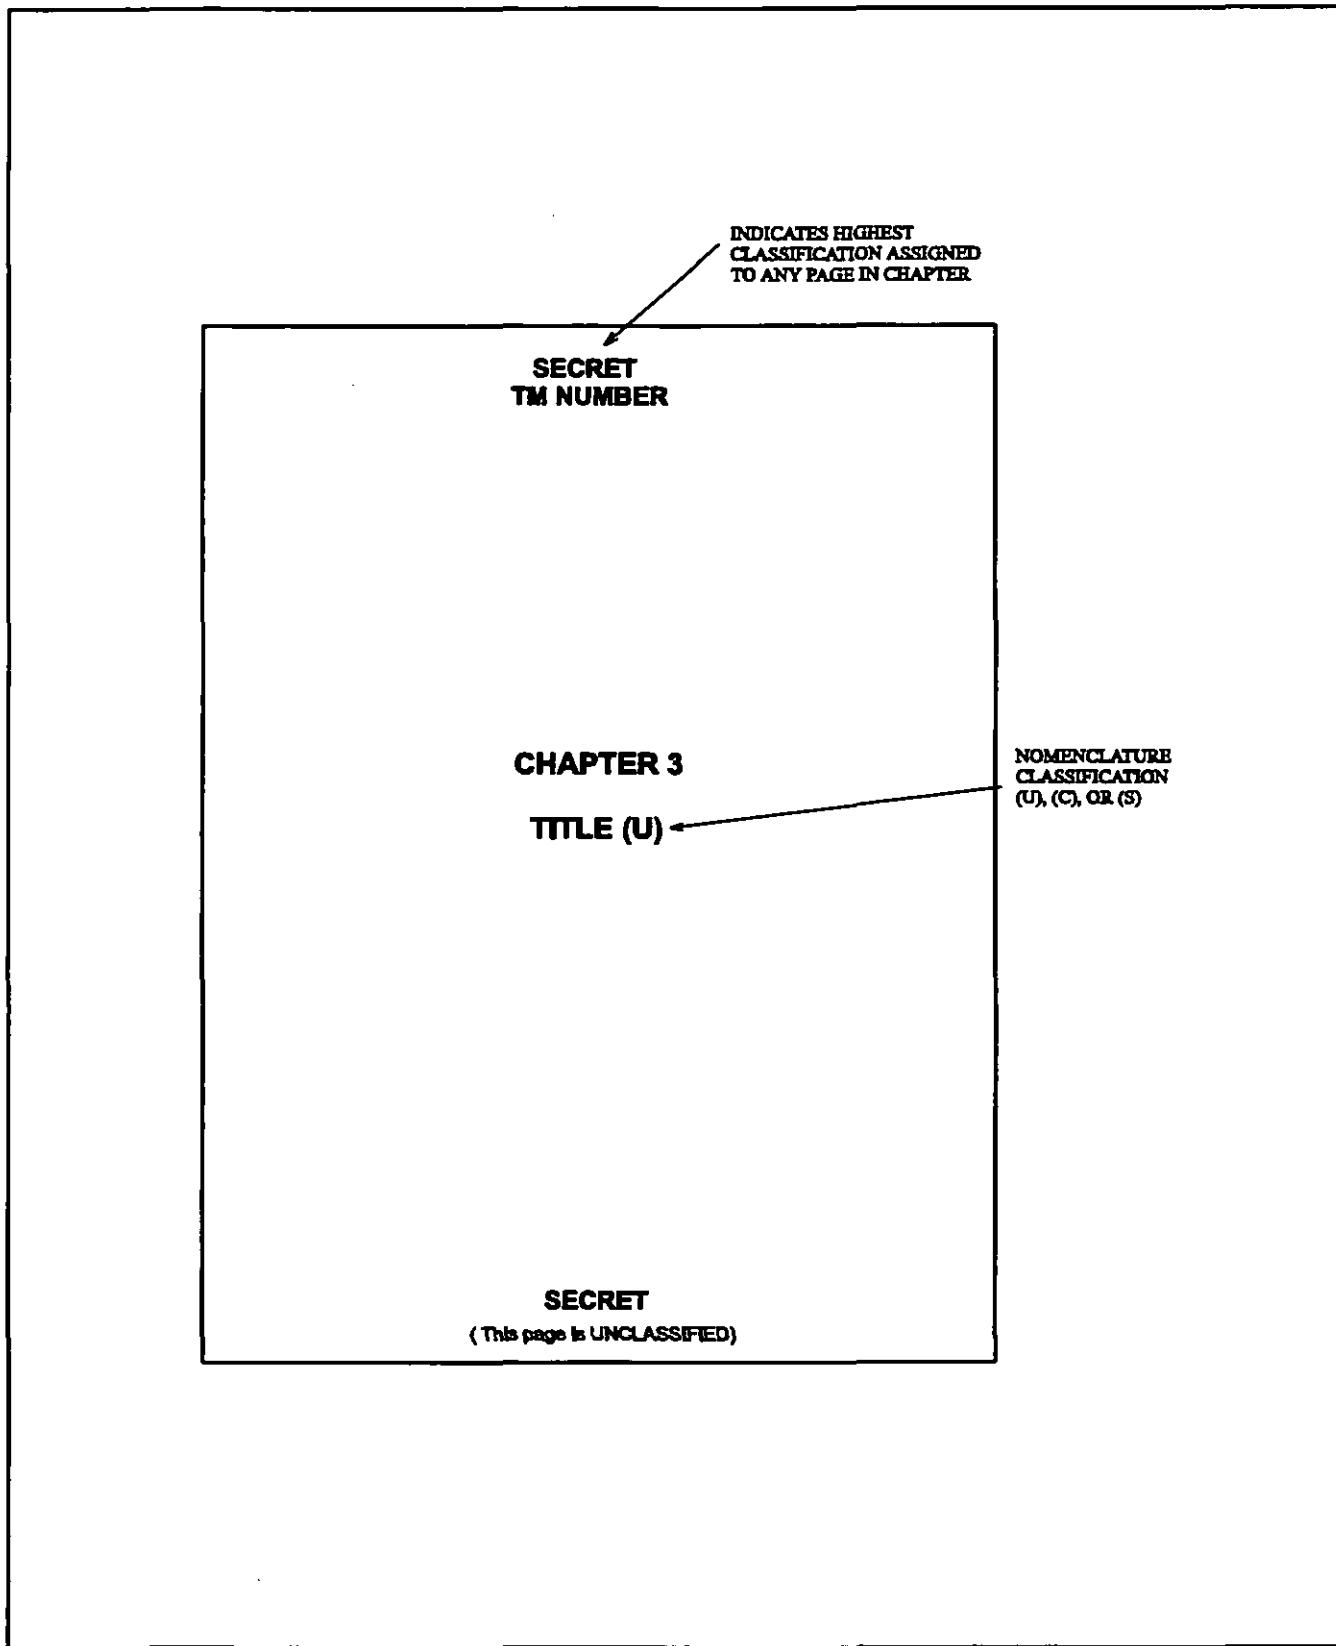 INDICATES HIGHEST
CLASSIFICATION ASSIGNED
TO ANY PAGE IN CHAPTER
SECRET
TM NUMBER
CHAPTER 3
TITLE (U)
NOMENCLATURE
CLASSIFICATION
(U), (C), OR (S)
SECRET
( This page is UNCLASSIFIED)